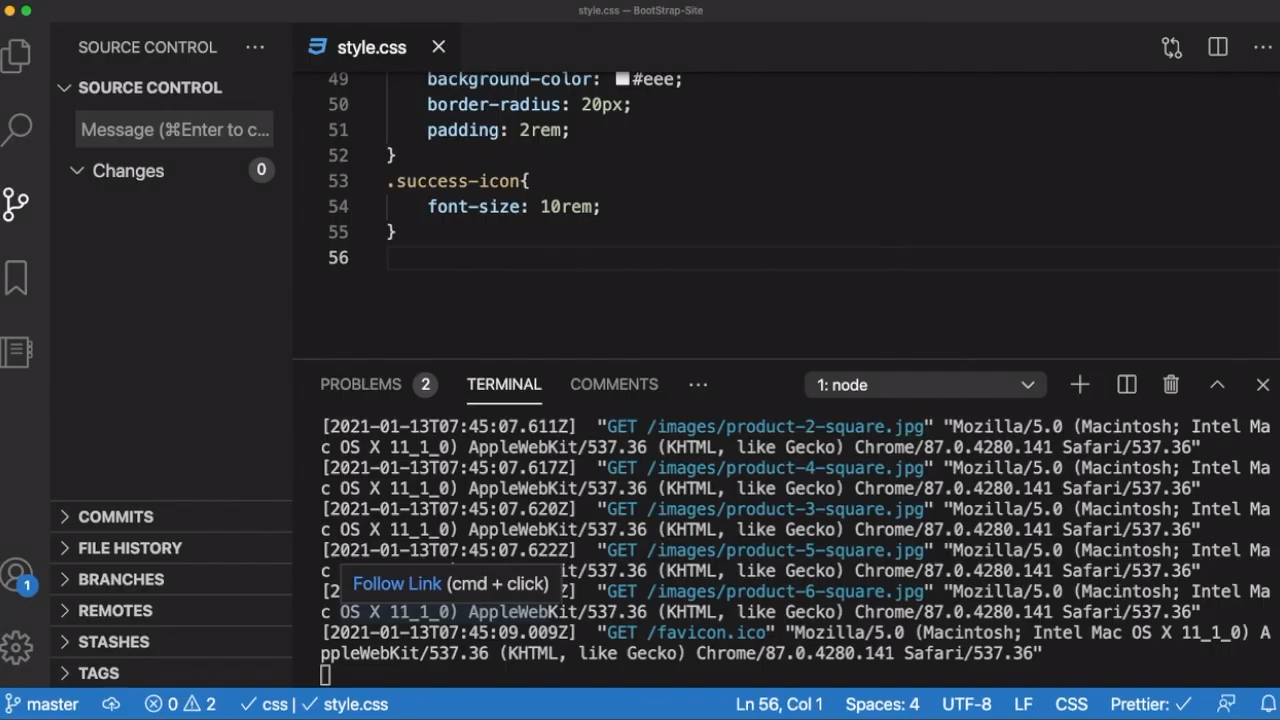 style.css — BootStrap-Site
SOURCE CONTROL ...
SOURCE CONTROL
Message (⌘Enter to c...
Changes 0
COMMITS
FILE HISTORY
BRANCHES
REMOTES
STASHES
TAGS
1
style.css
49 background-color: #eee;
50 border-radius: 20px;
51 padding: 2rem;
52 }
53 .success-icon{
54 font-size: 10rem;
55 }
56
PROBLEMS 2 TERMINAL COMMENTS ... 1: node
[2021-01-13T07:45:07.611Z] "GET /images/product-2-square.jpg" "Mozilla/5.0 (Macintosh; Intel Ma
c OS X 11_1_0) AppleWebKit/537.36 (KHTML, like Gecko) Chrome/87.0.4280.141 Safari/537.36"
[2021-01-13T07:45:07.617Z] "GET /images/product-4-square.jpg" "Mozilla/5.0 (Macintosh; Intel Ma
c OS X 11_1_0) AppleWebKit/537.36 (KHTML, like Gecko) Chrome/87.0.4280.141 Safari/537.36"
[2021-01-13T07:45:07.620Z] "GET /images/product-3-square.jpg" "Mozilla/5.0 (Macintosh; Intel Ma
c OS X 11_1_0) AppleWebKit/537.36 (KHTML, like Gecko) Chrome/87.0.4280.141 Safari/537.36"
[2021-01-13T07:45:07.622Z] "GET /images/product-5-square.jpg" "Mozilla/5.0 (Macintosh; Intel Ma
c (KHTML, like Gecko) Chrome/87.0.4280.141 Safari/537.36"
Follow Link (cmd + click)
[2 Z] "GET /images/product-6-square.jpg" "Mozilla/5.0 (Macintosh; Intel Ma
c OS X 11_1_0) AppleWebKit/537.36 (KHTML, like Gecko) Chrome/87.0.4280.141 Safari/537.36"
[2021-01-13T07:45:09.009Z] "GET /favicon.ico" "Mozilla/5.0 (Macintosh; Intel Mac OS X 11_1_0) A
ppleWebKit/537.36 (KHTML, like Gecko) Chrome/87.0.4280.141 Safari/537.36"
master 0 2 css | style.css Ln 56, Col 1 Spaces: 4 UTF-8 LF CSS Prettier: ✓